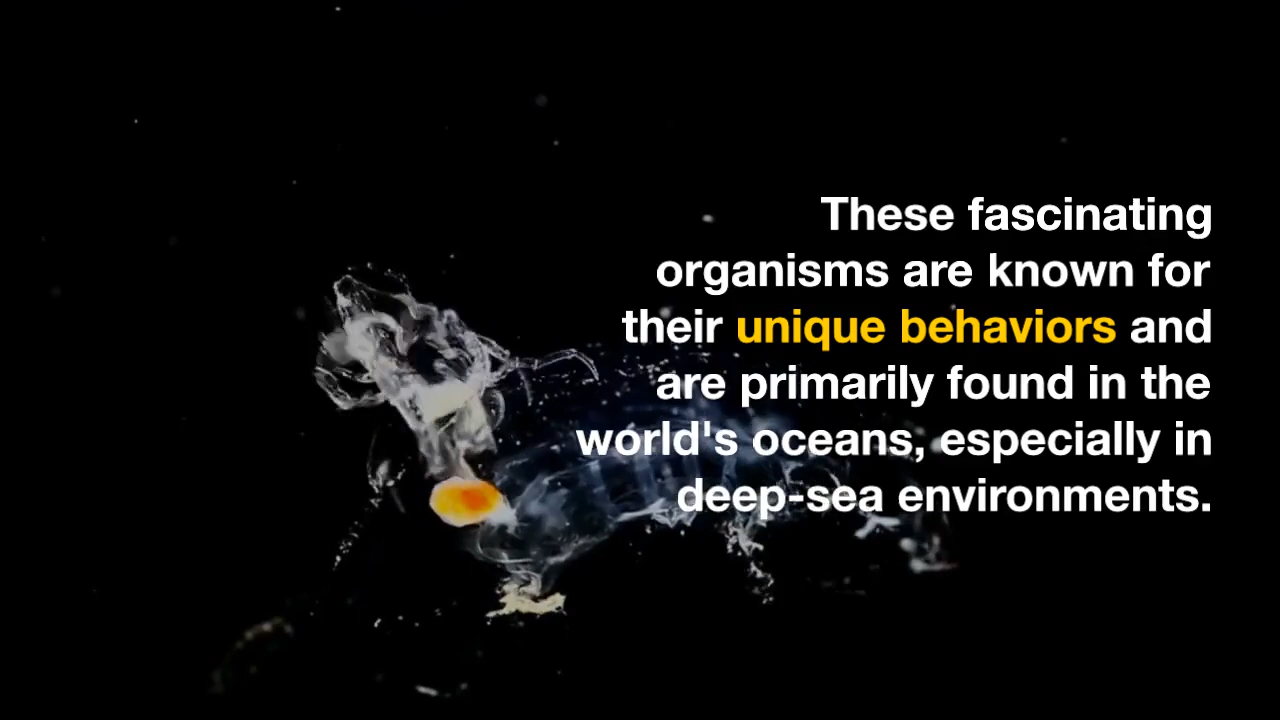 These fascinating
organisms are known for
their unique behaviors and
are primarily found in the
world's oceans, especially in
deep-sea environments.